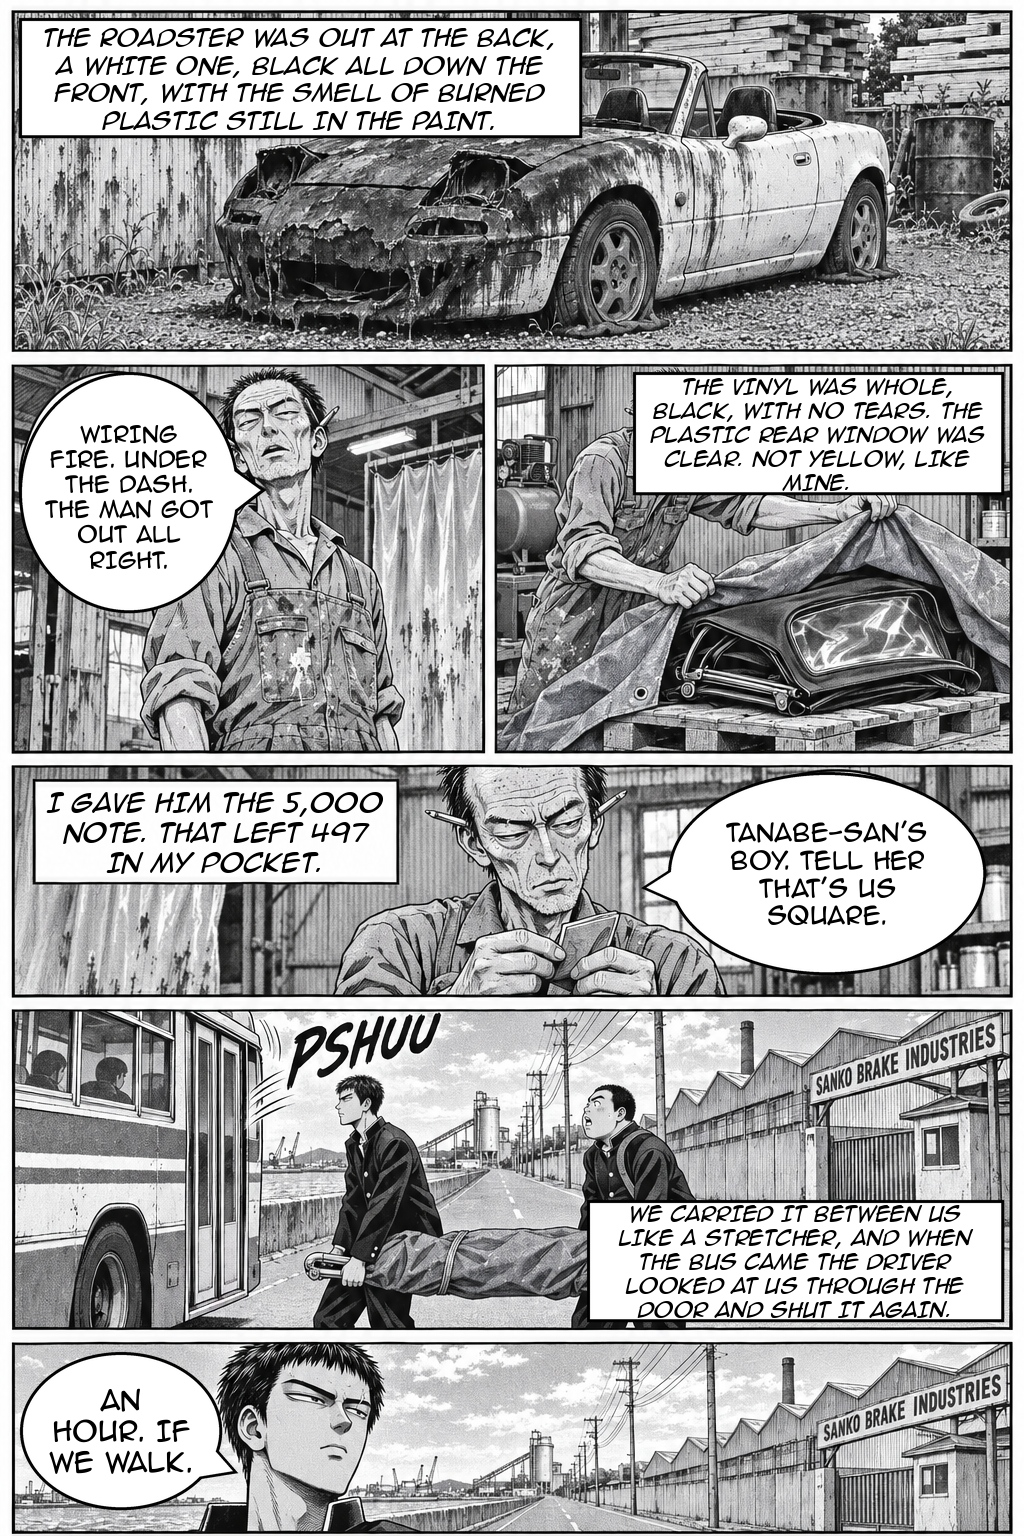 THE ROADSTER WAS OUT AT THE BACK,
A WHITE ONE, BLACK ALL DOWN THE
FRONT, WITH THE SMELL OF BURNED
PLASTIC STILL IN THE PAINT.
WIRING
FIRE. UNDER
THE DASH.
THE MAN GOT
OUT ALL
RIGHT.
THE VINYL WAS WHOLE,
BLACK, WITH NO TEARS. THE
PLASTIC REAR WINDOW WAS
CLEAR. NOT YELLOW, LIKE
MINE.
I GAVE HIM THE 5,000
NOTE. THAT LEFT 497
IN MY POCKET.
TANABE-SAN'S
BOY. TELL HER
THAT'S US
SQUARE.
PSHUU
SANKO BRAKE INDUSTRIES
WE CARRIED IT BETWEEN US
LIKE A STRETCHER, AND WHEN
THE BUS CAME THE DRIVER
LOOKED AT US THROUGH THE
DOOR AND SHUT IT AGAIN.
AN
HOUR. IF
WE WALK.
SANKO BRAKE INDUSTRIES